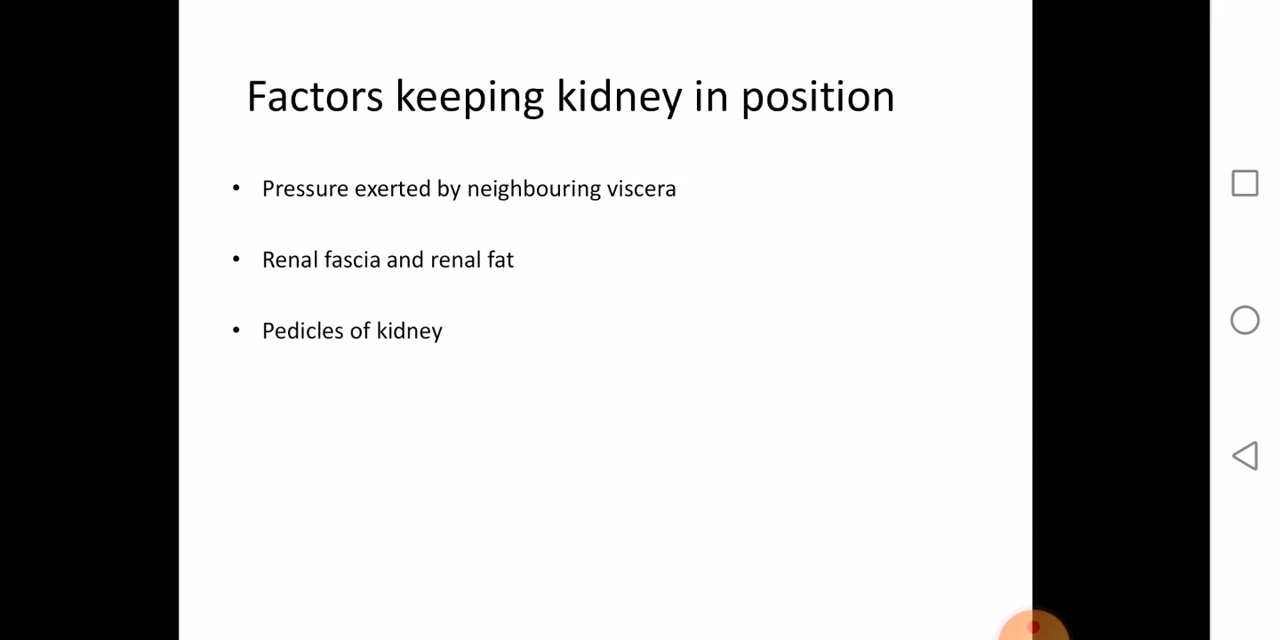 Factors keeping kidney in position
• Pressure exerted by neighbouring viscera
• Renal fascia and renal fat
• Pedicles of kidney